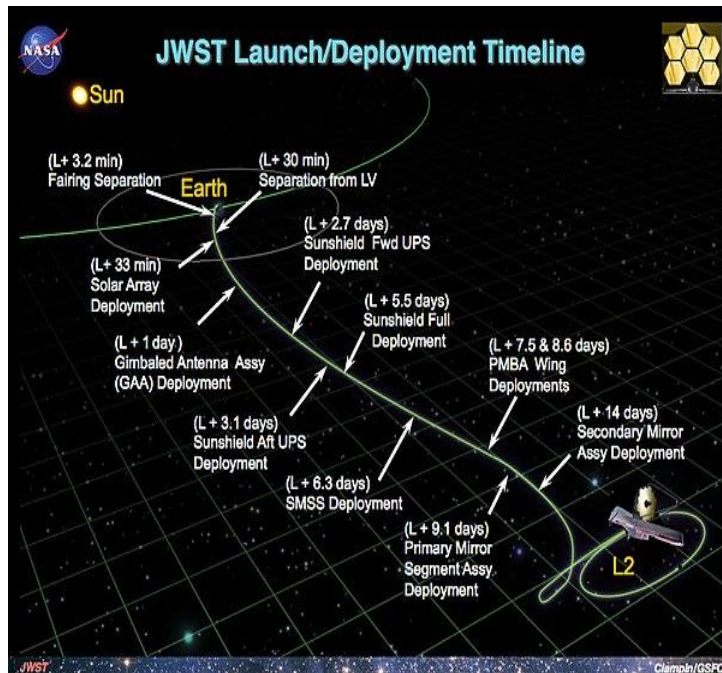 NASA
JWST Launch/Deployment Timeline
Sun
(L+ 3.2 min)
Fairing Separation
(L+ 30 min)
Separation from LV
Earth
(L + 2.7 days)
Sunshield Fwd UPS
Deployment
(L+ 33 min)
Solar Array
Deployment
(L + 5.5 days)
Sunshield Full
Deployment
(L + 1 day)
Gimbaled Antenna Assy
(GAA) Deployment
(L + 7.5 & 8.6 days)
PMBA Wing
Deployments
(L + 3.1 days)
Sunshield Aft UPS
Deployment
(L + 14 days)
Secondary Mirror
Assy Deployment
(L + 6.3 days)
SMSS Deployment
(L + 9.1 days)
Primary Mirror
Segment Assy
Deployment
L2
JWST
Clampin/GSFC